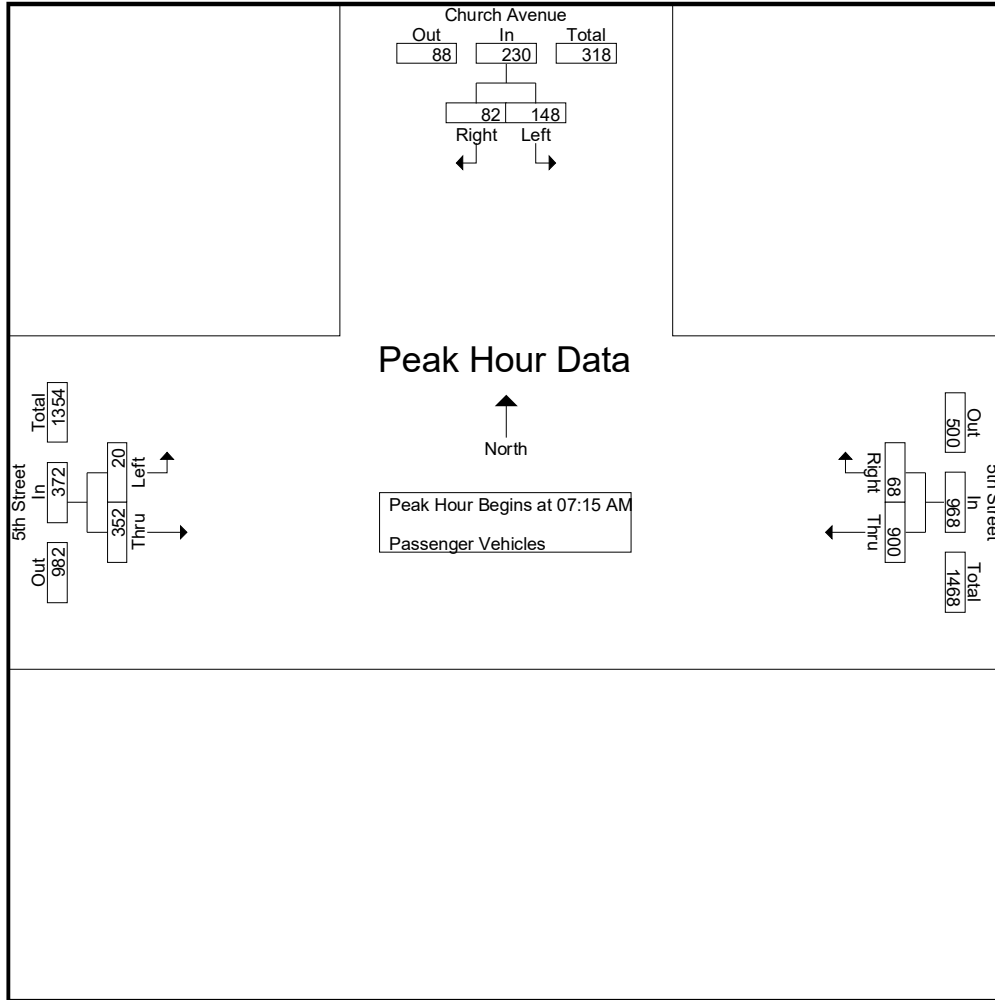 Church Avenue
Out In Total
88 230 318
82 148
Right Left
Peak Hour Data
North
Peak Hour Begins at 07:15 AM
Passenger Vehicles
5th Street
Out In Total
982 372 1354
352 20
Thru Left
5th Street
Out In Total
500 968 1468
68 900
Right Thru